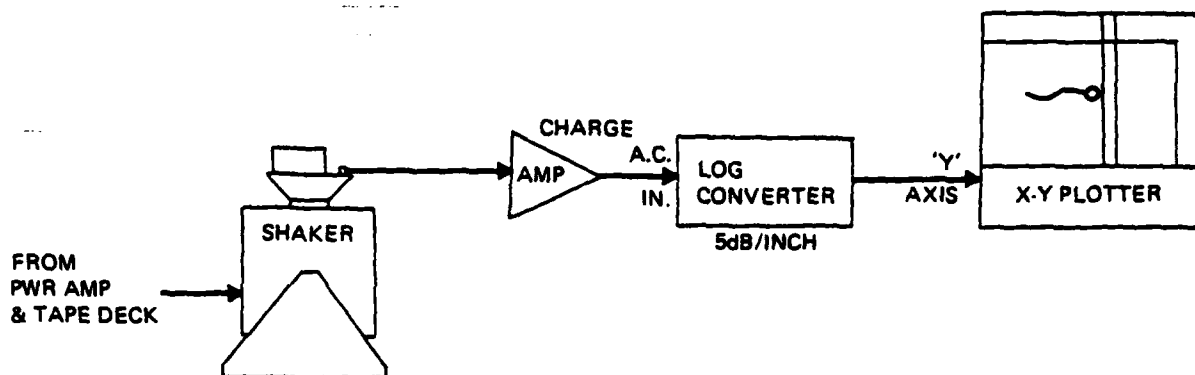 CHARGE
AMP
A.C.
IN.
LOG
CONVERTER
5dB/INCH
'Y'
AXIS
X-Y PLOTTER
SHAKER
FROM
PWR AMP
& TAPE DECK